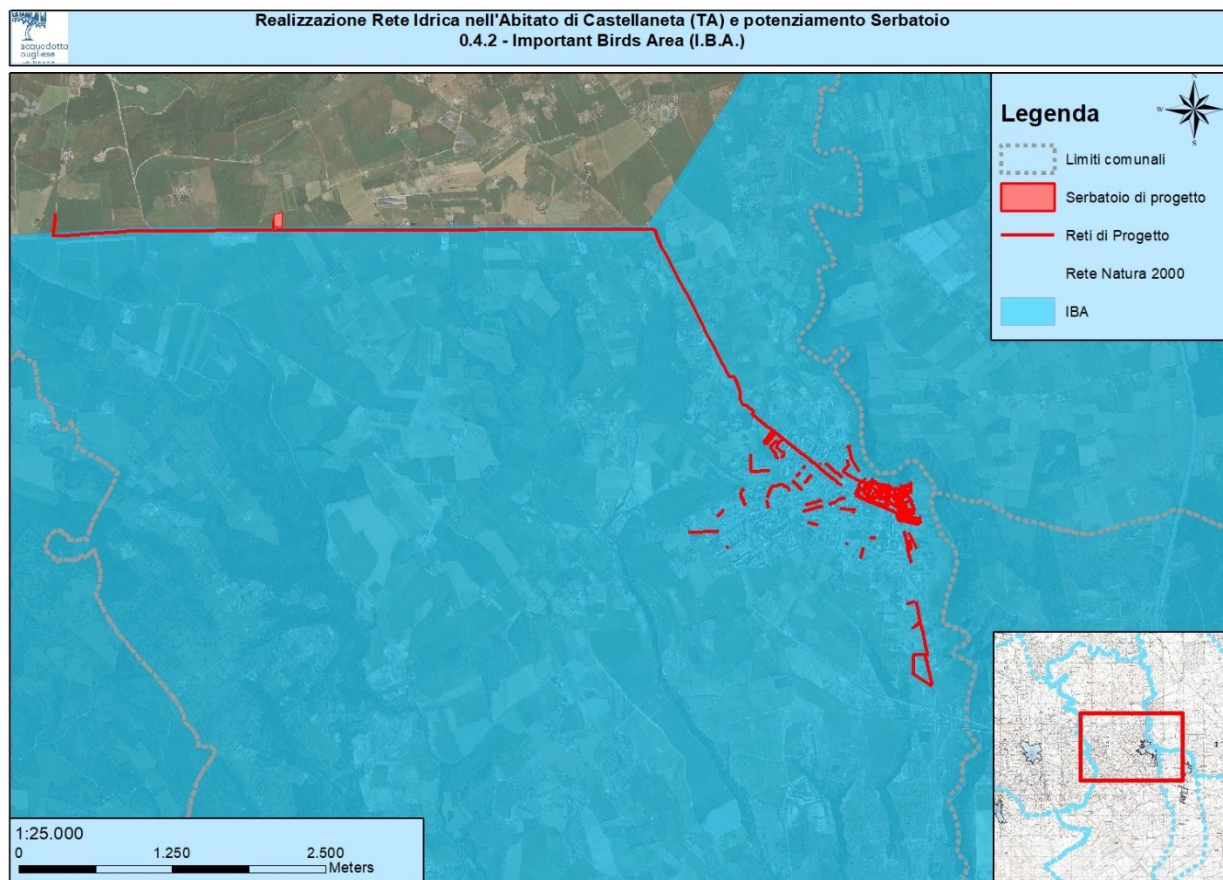 Realizzazione Rete Idrica nell'Abitato di Castellaneta (TA) e potenziamento Serbatoio
0.4.2 - Important Birds Area (I.B.A.)
acquedotto
pugliese
Legenda
N
W
S
Limiti comunali
Serbatoio di progetto
Reti di Progetto
Rete Natura 2000
IBA
1:25.000
0 1.250 2.500
Meters